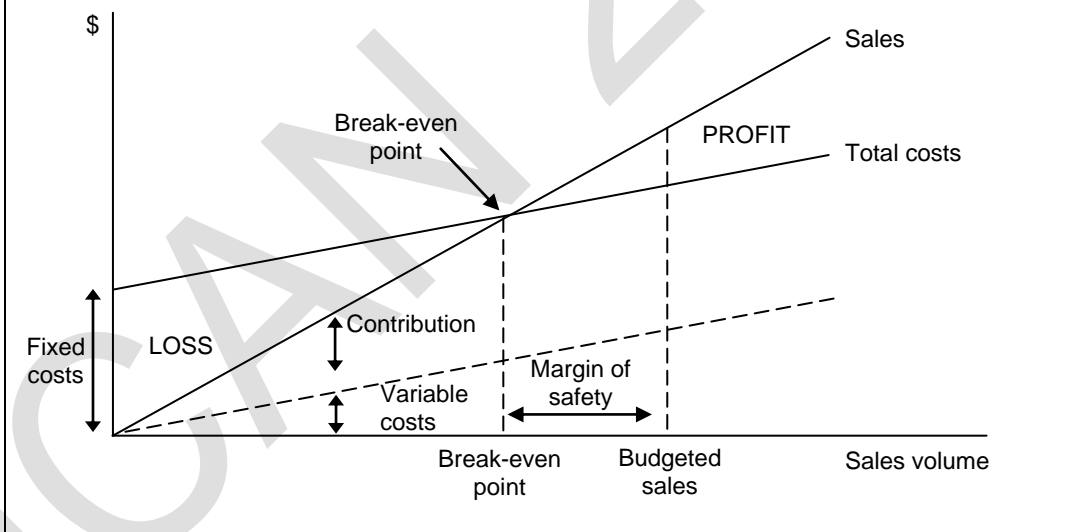 $
Sales
Break-even
point
PROFIT
Total costs
Contribution
Fixed
costs
LOSS
Margin of
safety
Variable
costs
Break-even
point
Budgeted
sales
Sales volume